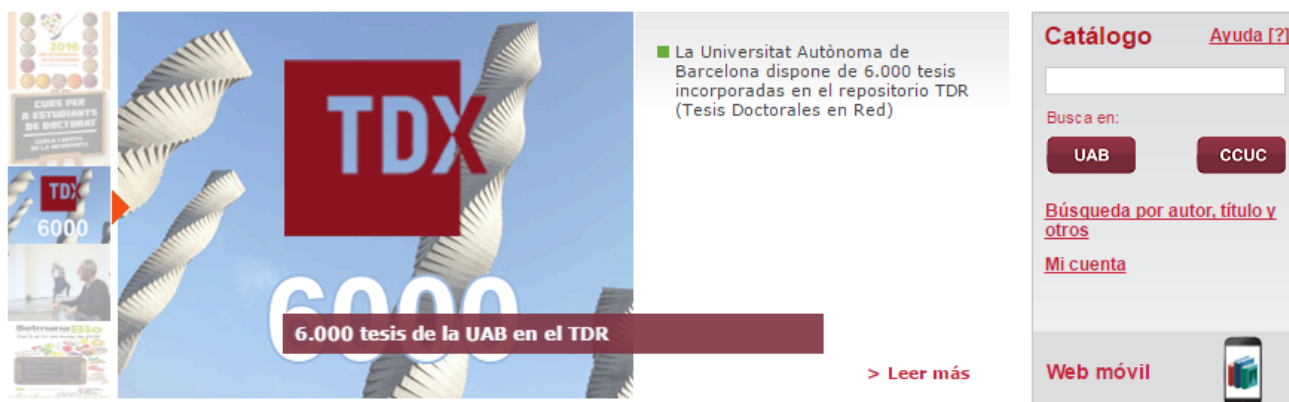 2016
CURS PER
A ESTUDIANTS
DE DOCTORAT
TDX
6000
SetmanaBio
TDX
6000
6.000 tesis de la UAB en el TDR
La Universitat Autònoma de
Barcelona dispone de 6.000 tesis
incorporadas en el repositorio TDR
(Tesis Doctorales en Red)
> Leer más
Catálogo
Ayuda [?]
Busca en:
UAB
CCUC
Búsqueda por autor, título y
otros
Mi cuenta
Web móvil